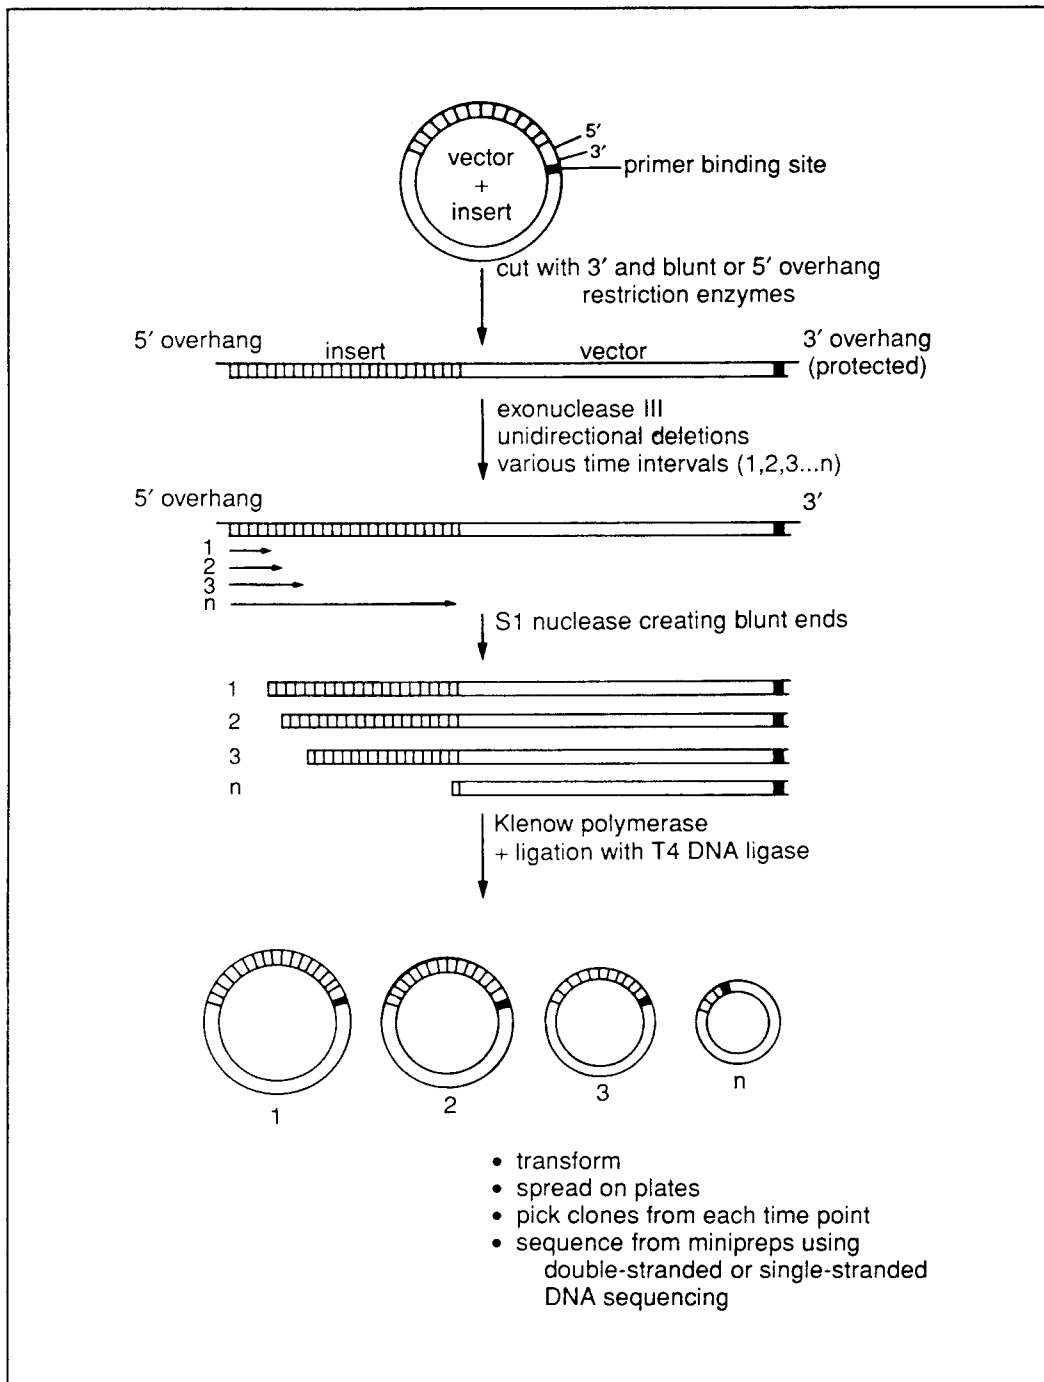 5′
3′
vector
+
insert
primer binding site
cut with 3′ and blunt or 5′ overhang
restriction enzymes
5′ overhang
insert
vector
3′ overhang
(protected)
exonuclease III
unidirectional deletions
various time intervals (1,2,3...n)
5′ overhang
3′
1
2
3
n
S1 nuclease creating blunt ends
1
2
3
n
Klenow polymerase
+ ligation with T4 DNA ligase
1
2
3
n
• transform
• spread on plates
• pick clones from each time point
• sequence from minipreps using
double-stranded or single-stranded
DNA sequencing